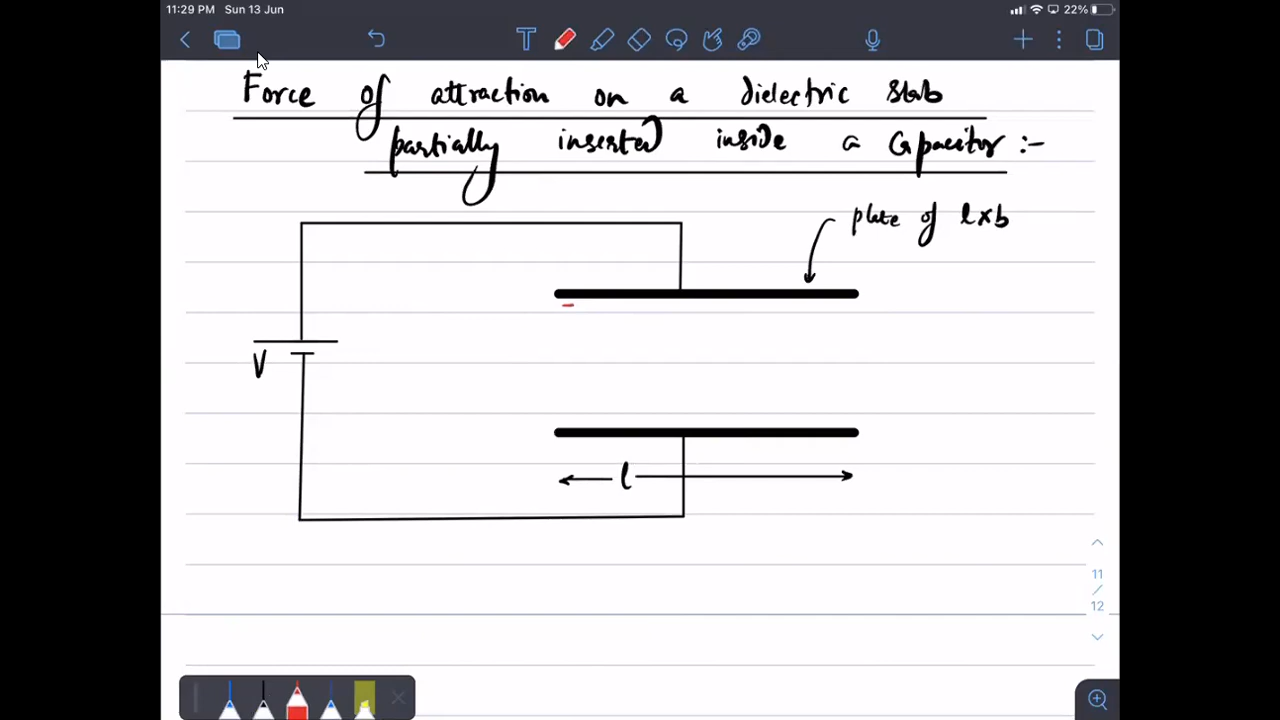 11:29 PM Sun 13 Jun
22%
T
Force of attraction on a dielectric slab
partially inserted inside a Capacitor :-
plate of l×b
V
l
11
/
12